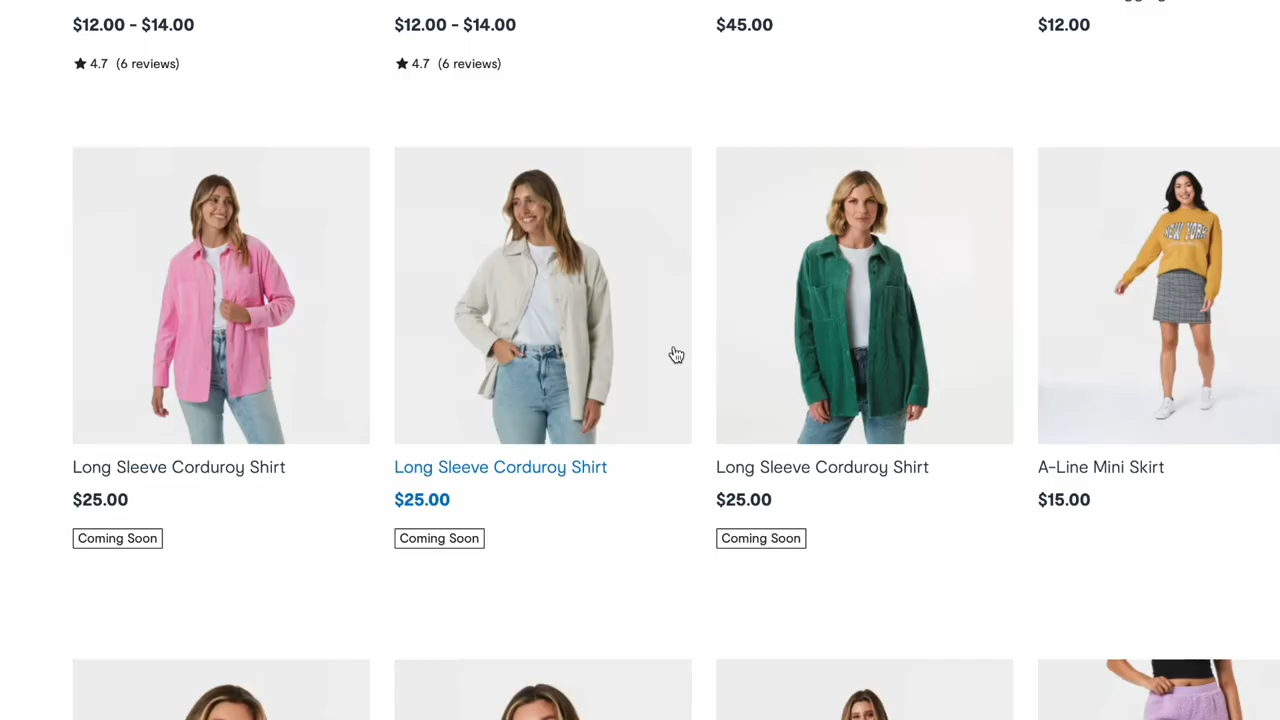 $12.00 - $14.00
$12.00 - $14.00
$45.00
$12.00
★ 4.7 (6 reviews)
★ 4.7 (6 reviews)
NEW YORK
Long Sleeve Corduroy Shirt
Long Sleeve Corduroy Shirt
Long Sleeve Corduroy Shirt
A-Line Mini Skirt
$25.00
$25.00
$25.00
$15.00
Coming Soon
Coming Soon
Coming Soon